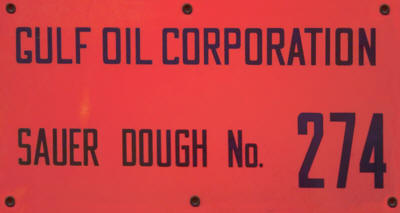 GULF OIL CORPORATION
SAUER DOUGH No. 274